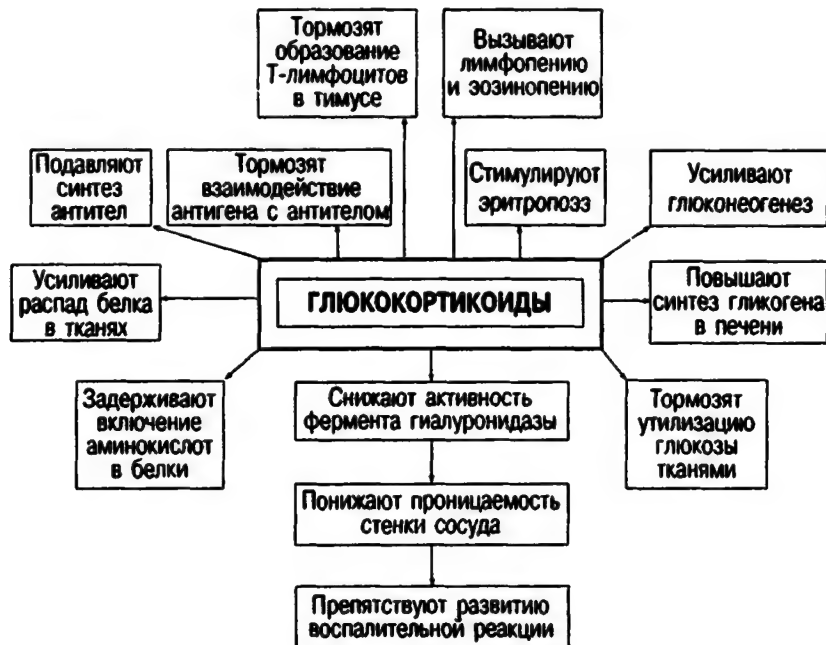 Тормозят
образование
Т-лимфоцитов
в тимусе
Вызывают
лимфопению
и эозинопению
Подавляют
синтез
антител
Тормозят
взаимодействие
антигена с антителом
Стимулируют
эритропоэз
Усиливают
глюконеогенез
Усиливают
распад белка
в тканях
ГЛЮКОКОРТИКОИДЫ
Повышают
синтез гликогена
в печени
Задерживают
включение
аминокислот
в белки
Снижают активность
фермента гиалуронидазы
Тормозят
утилизацию
глюкозы
тканями
Понижают проницаемость
стенки сосуда
Препятствуют развитию
воспалительной реакции